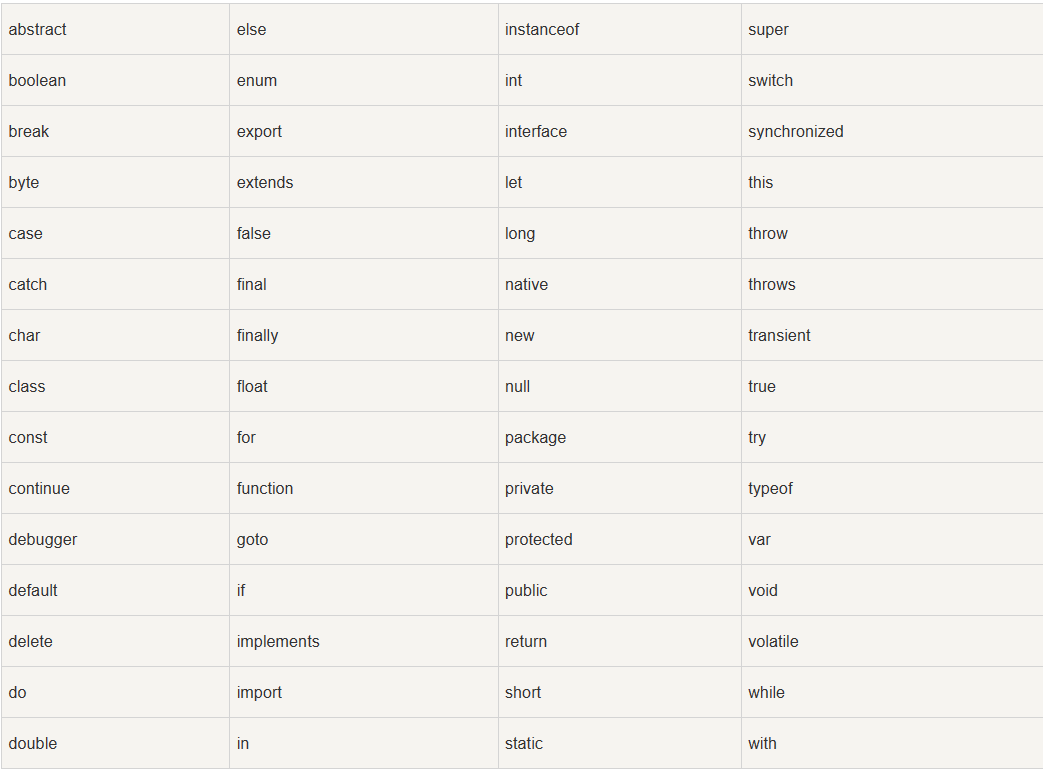 abstract else instanceof super
boolean enum int switch
break export interface synchronized
byte extends let this
case false long throw
catch final native throws
char finally new transient
class float null true
const for package try
continue function private typeof
debugger goto protected var
default if public void
delete implements return volatile
do import short while
double in static with